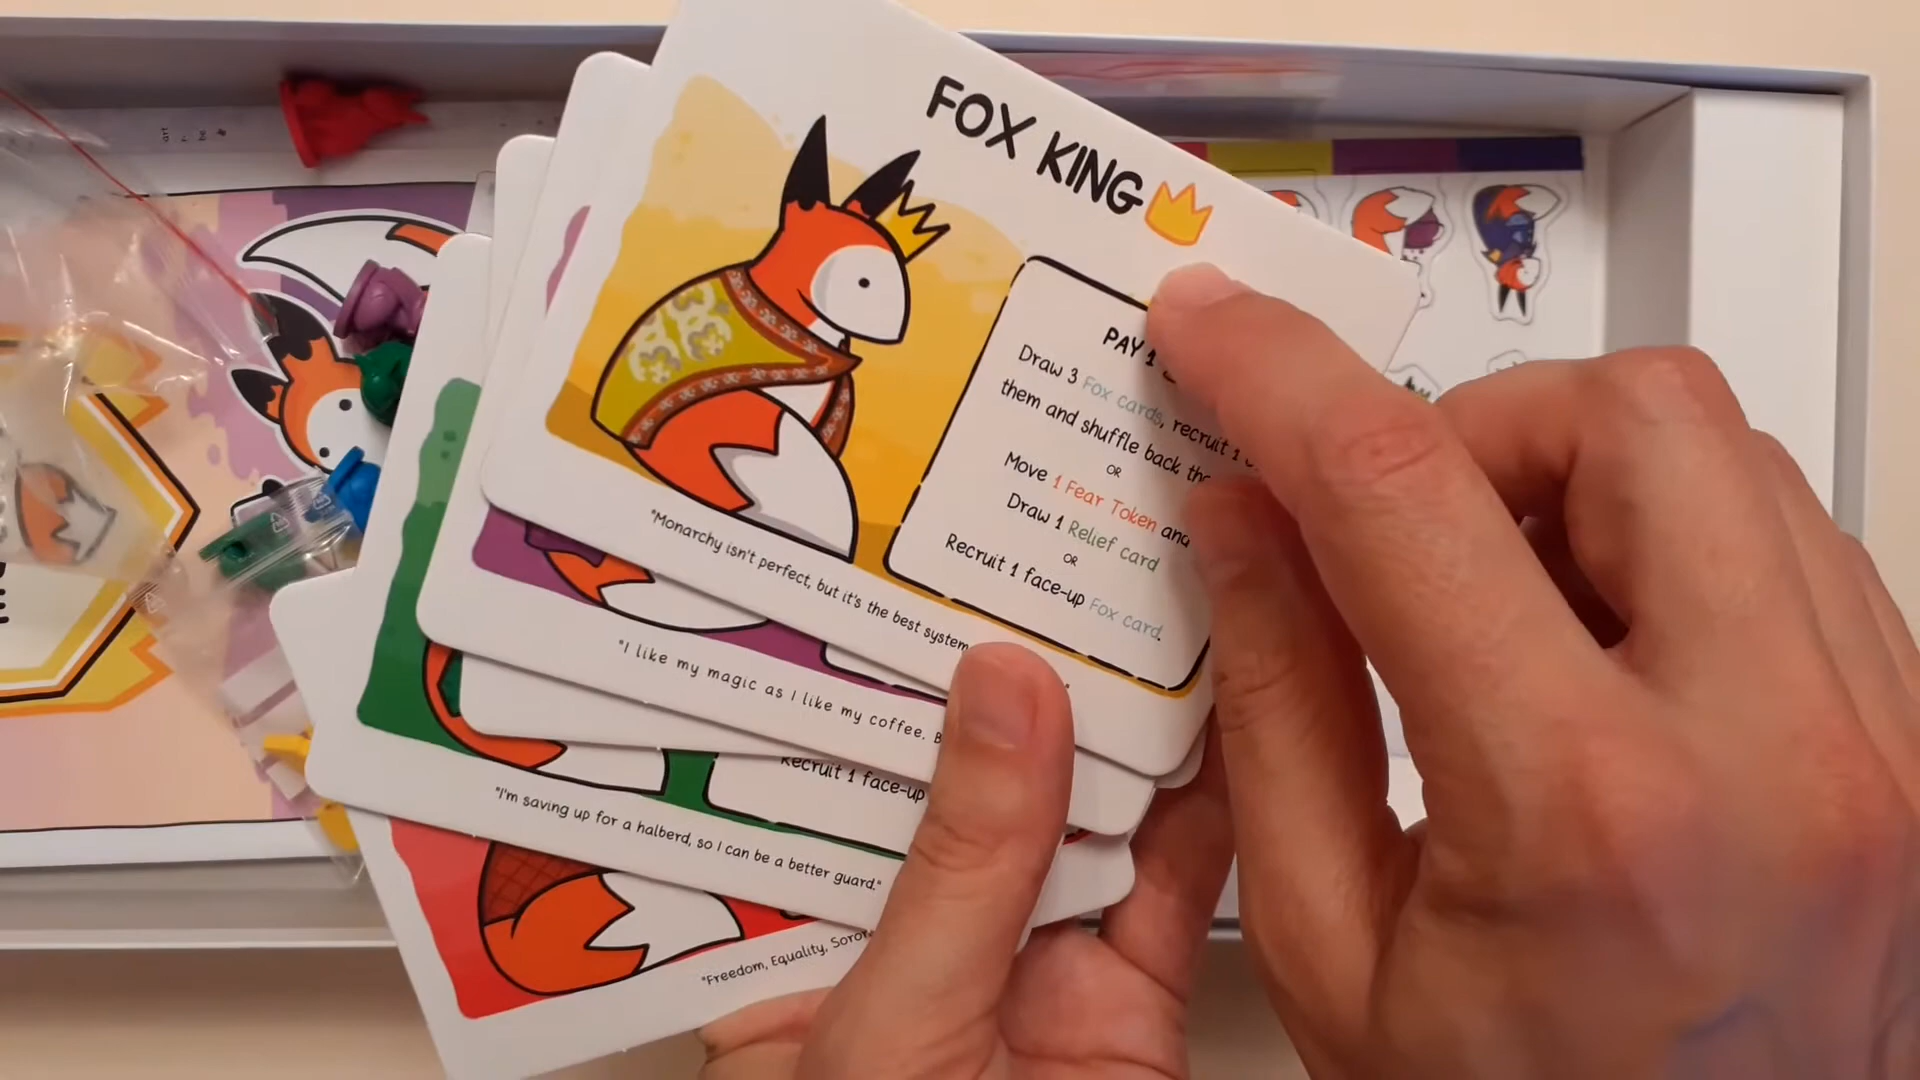 FOX KING
PAY 1
Draw 3 Fox cards, recruit 1
them and shuffle back the
OR
Move 1 Fear Token and
Draw 1 Relief card
OR
Recruit 1 face-up Fox card.
"Monarchy isn't perfect, but it's the best system
"I like my magic as I like my coffee. B
Recruit 1 face-up
"I'm saving up for a halberd, so I can be a better guard."
"Freedom, Equality, Soror